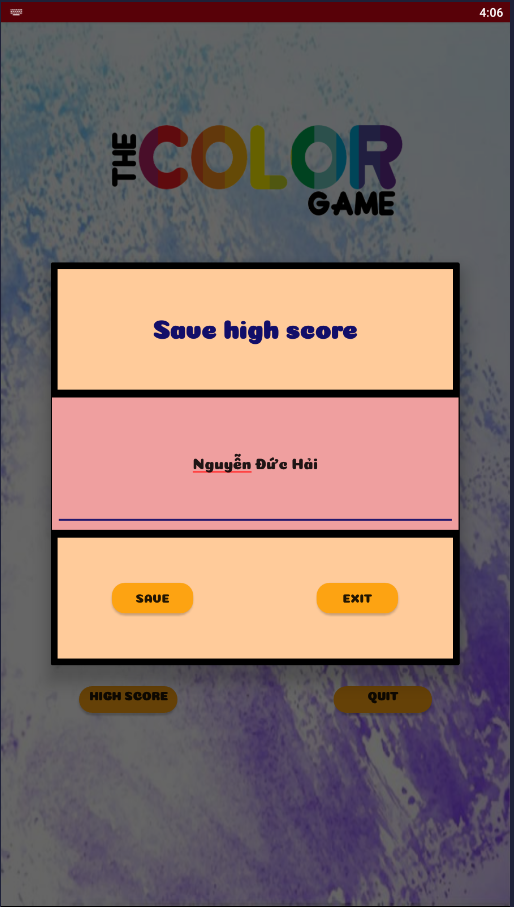 4:06
THE
COLOR
GAME
Save high score
Nguyễn Đức Hải
SAVE
EXIT
HIGH SCORE
QUIT